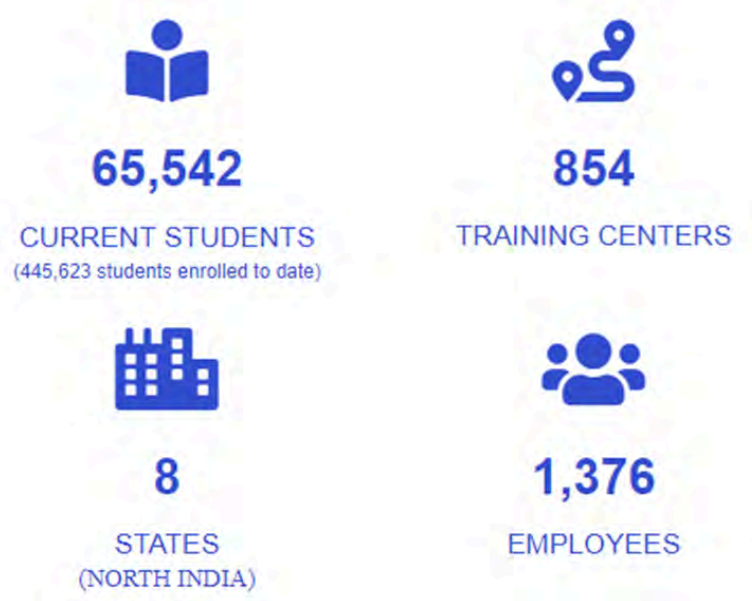 65,542
CURRENT STUDENTS
(445,623 students enrolled to date)
854
TRAINING CENTERS
8
STATES
(NORTH INDIA)
1,376
EMPLOYEES